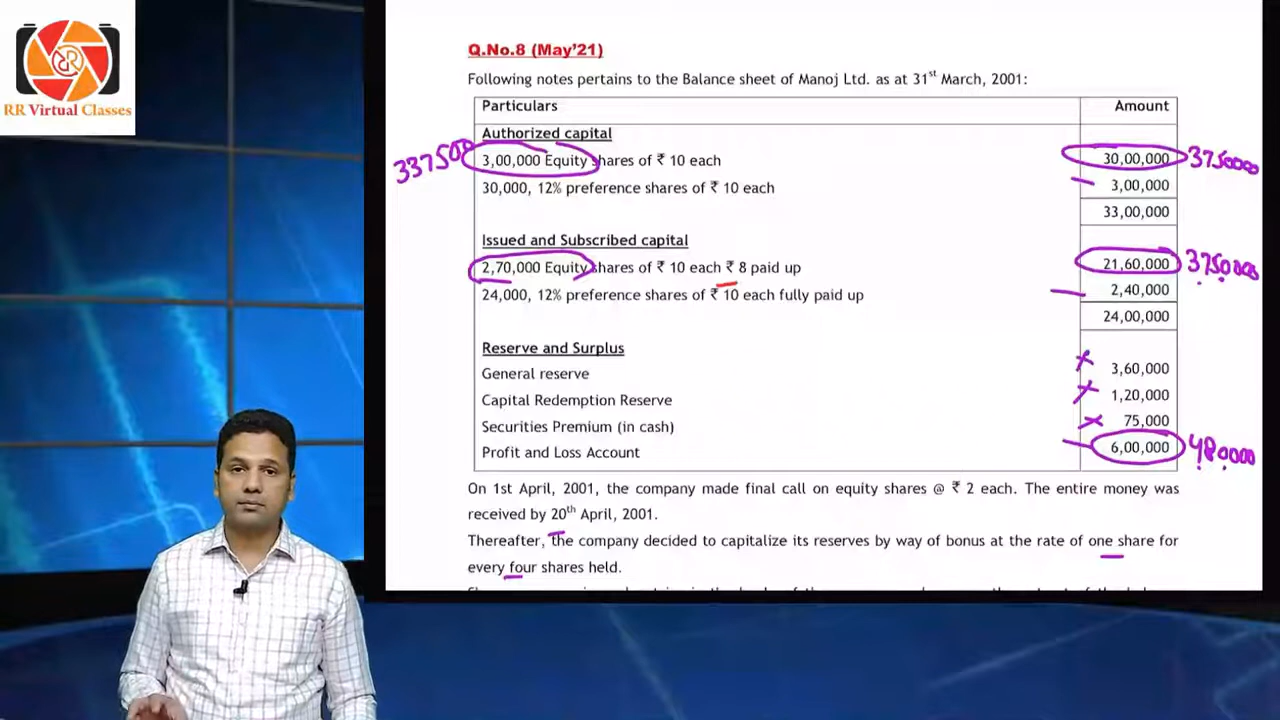 RR Virtual Classes
Q.No.8 (May'21)
Following notes pertains to the Balance sheet of Manoj Ltd. as at 31st March, 2001:
Particulars Amount
Authorized capital
337500 3,00,000 Equity shares of ₹ 10 each 30,00,000 3750000
30,000, 12% preference shares of ₹ 10 each 3,00,000
33,00,000
Issued and Subscribed capital
2,70,000 Equity shares of ₹ 10 each ₹ 8 paid up 21,60,000 3750000
24,000, 12% preference shares of ₹ 10 each fully paid up 2,40,000
24,00,000
Reserve and Surplus
General reserve 3,60,000
Capital Redemption Reserve 1,20,000
Securities Premium (in cash) 75,000
Profit and Loss Account 6,00,000 480000
On 1st April, 2001, the company made final call on equity shares @ ₹ 2 each. The entire money was
received by 20th April, 2001.
Thereafter, the company decided to capitalize its reserves by way of bonus at the rate of one share for
every four shares held.